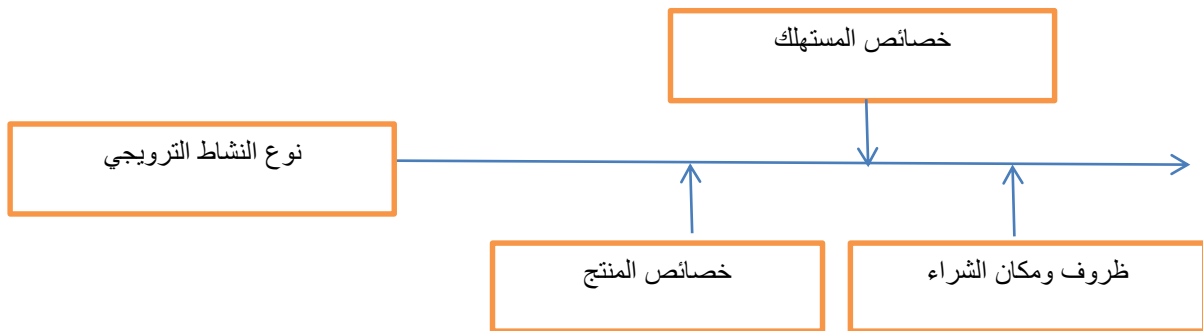 خصائص المستهلك
نوع النشاط الترويجي
ظروف ومكان الشراء
خصائص المنتج